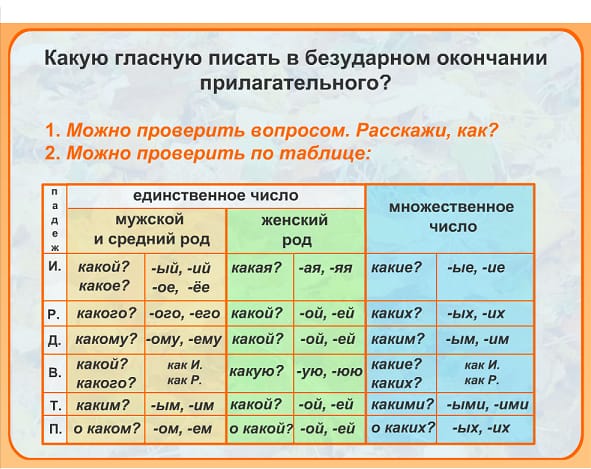 Какую гласную писать в безударном окончании
прилагательного?
1. Можно проверить вопросом. Расскажи, как?
2. Можно проверить по таблице:
падеж
единственное число
множественное
число
мужской
и средний род
женский
род
И. какой? -ый, -ий какая? -ая, -яя какие? -ые, -ие
какое? -ое, -ёе
Р. какого? -ого, -его какой? -ой, -ей каких? -ых, -их
Д. какому? -ому, -ему какой? -ой, -ей каким? -ым, -им
В. какой? как И. какую? -ую, -юю какие? как И.
какого? как Р. каких? как Р.
Т. каким? -ым, -им какой? -ой, -ей какими? -ыми, -ими
П. о каком? -ом, -ем о какой? -ой, -ей о каких? -ых, -их